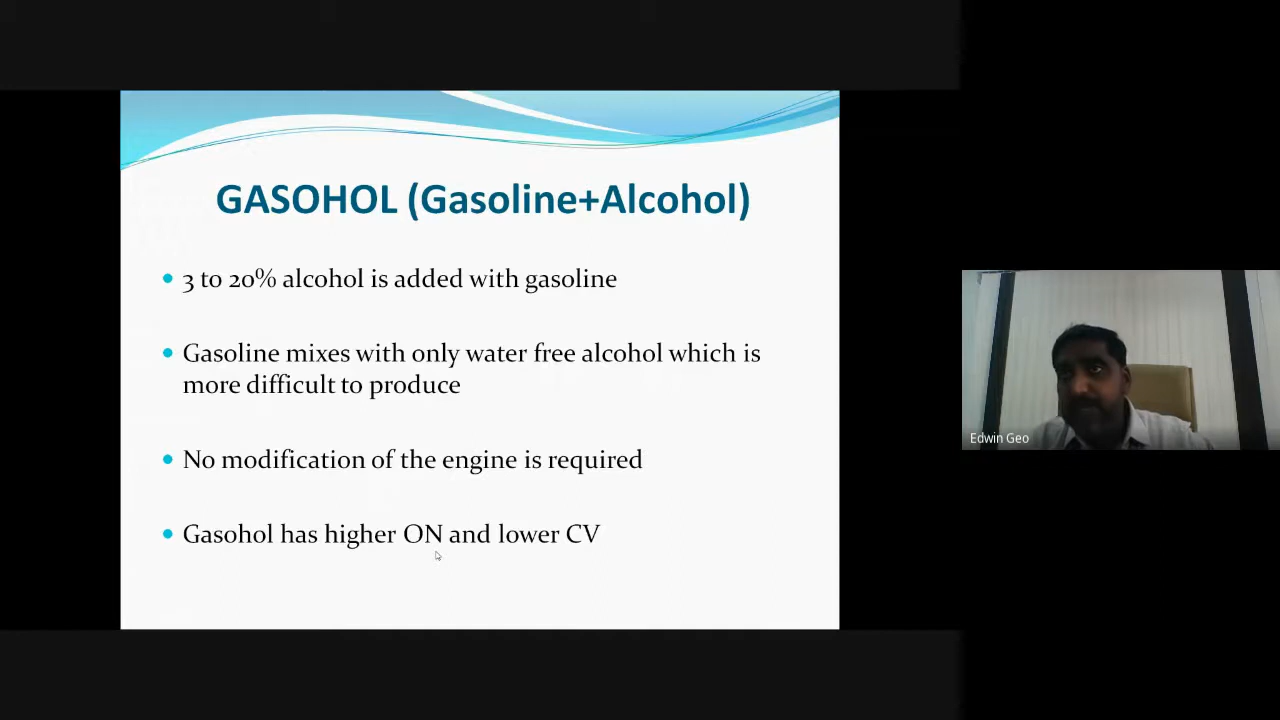 GASOHOL (Gasoline+Alcohol)
3 to 20% alcohol is added with gasoline
Gasoline mixes with only water free alcohol which is
more difficult to produce
No modification of the engine is required
Gasohol has higher ON and lower CV
Edwin Geo